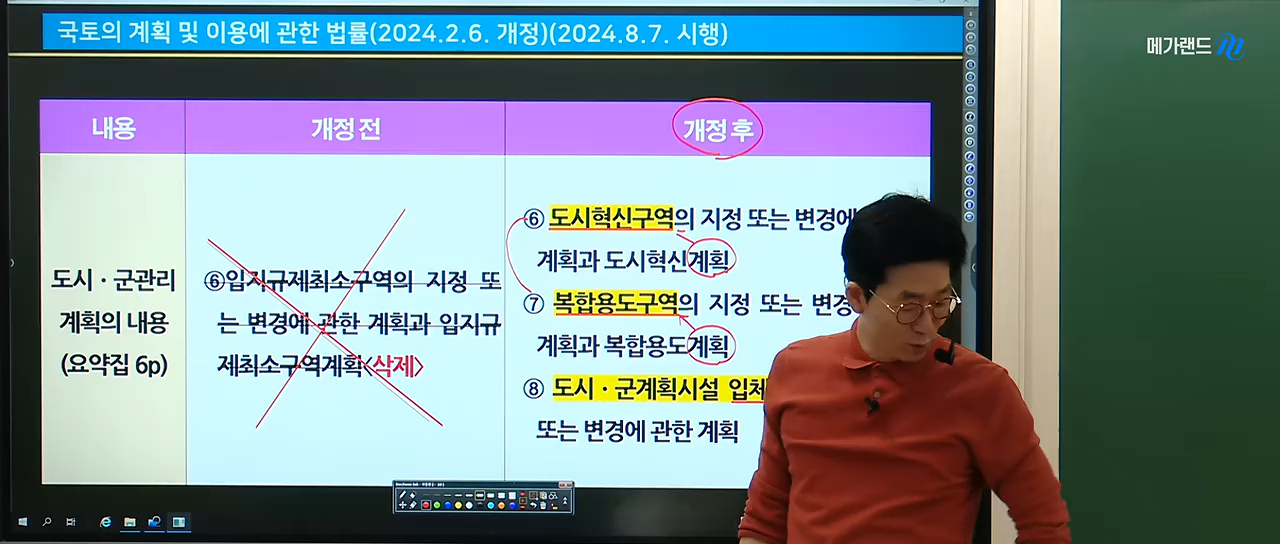 국토의 계획 및 이용에 관한 법률(2024.2.6. 개정)(2024.8.7. 시행)
메가랜드
내용
개정 전
개정 후
도시·군관리
계획의 내용
(요약집 6p)
⑥입지규제최소구역의 지정 또
는 변경에 관한 계획과 입지규
제최소구역계획<삭제>
⑥ 도시혁신구역의 지정 또는 변경에
계획과 도시혁신계획
⑦ 복합용도구역의 지정 또는 변경
계획과 복합용도계획
⑧ 도시·군계획시설 입체
또는 변경에 관한 계획